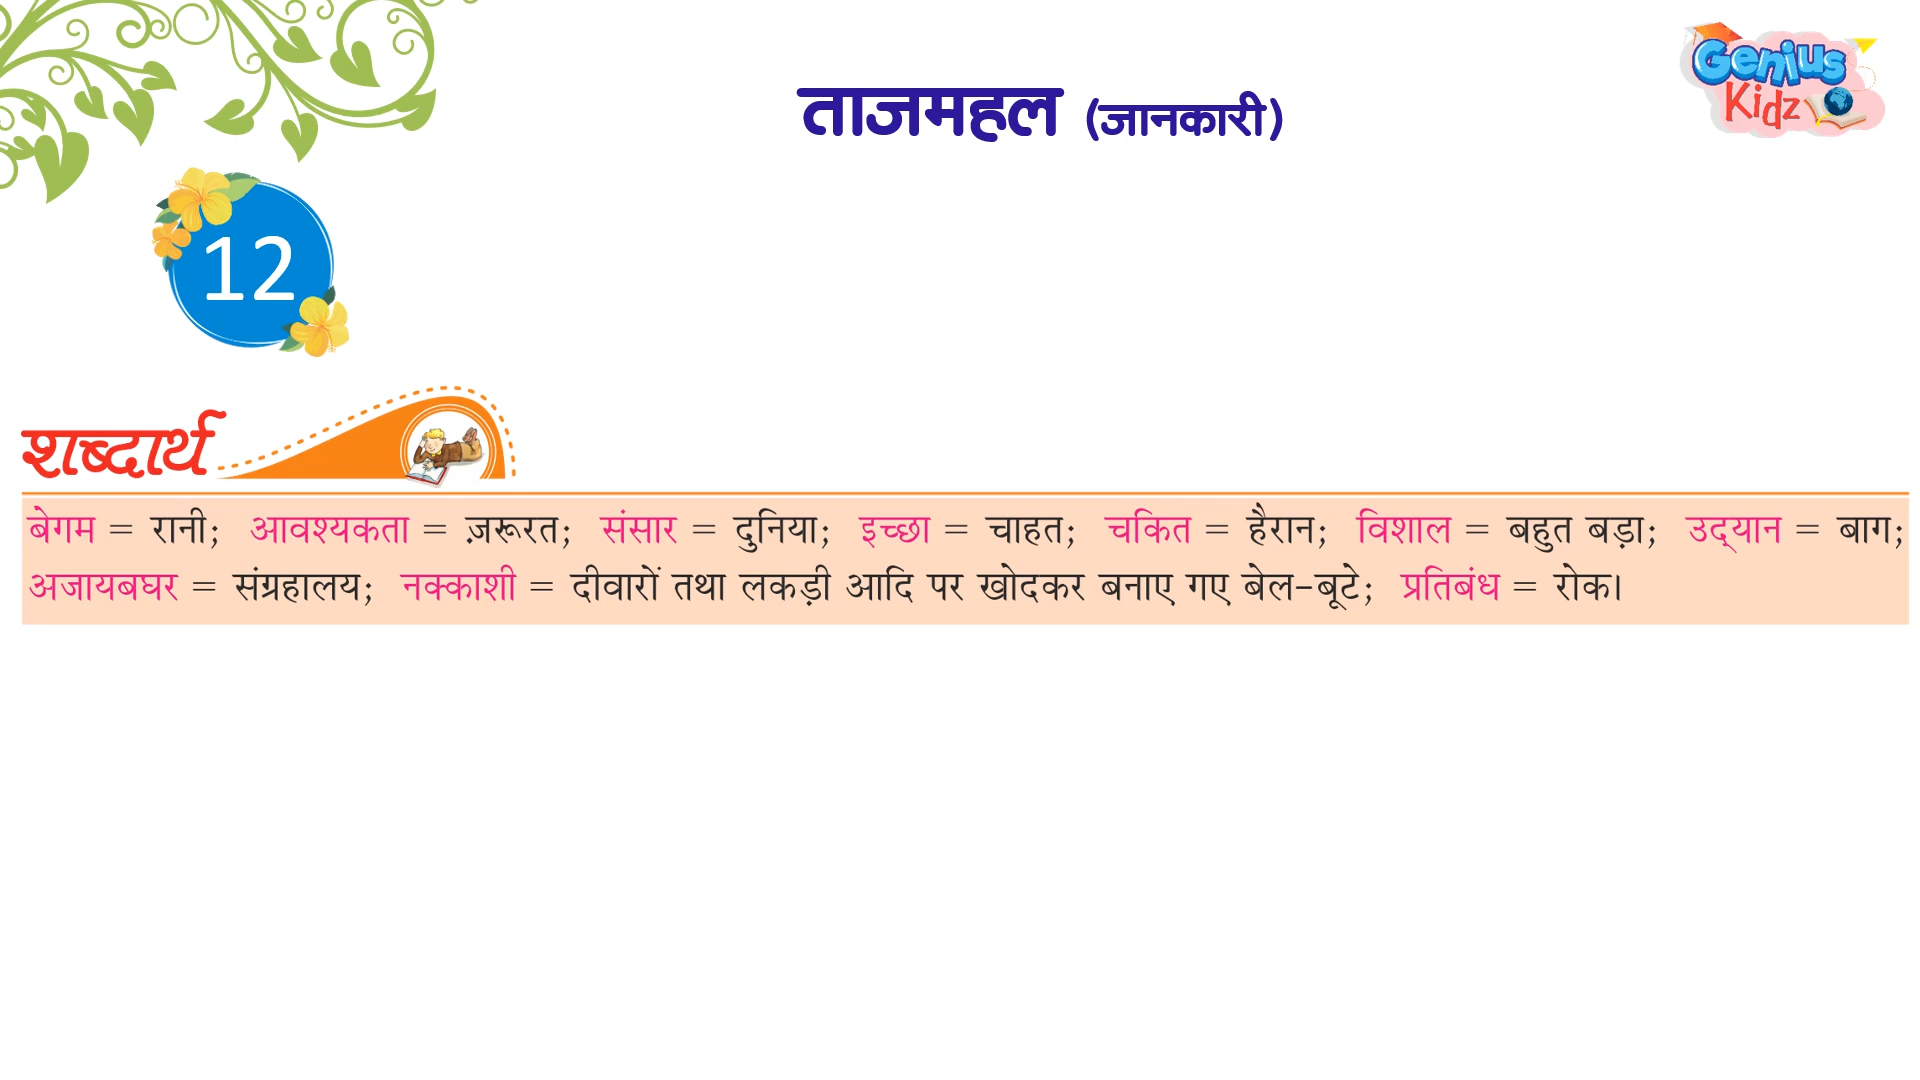 ताजमहल (जानकारी)
Genius
Kidz
12
शब्दार्थ
बेगम = रानी; आवश्यकता = ज़रूरत; संसार = दुनिया; इच्छा = चाहत; चकित = हैरान; विशाल = बहुत बड़ा; उद्‌यान = बाग;
अजायबघर = संग्रहालय; नक्काशी = दीवारों तथा लकड़ी आदि पर खोदकर बनाए गए बेल-बूटे; प्रतिबंध = रोक।